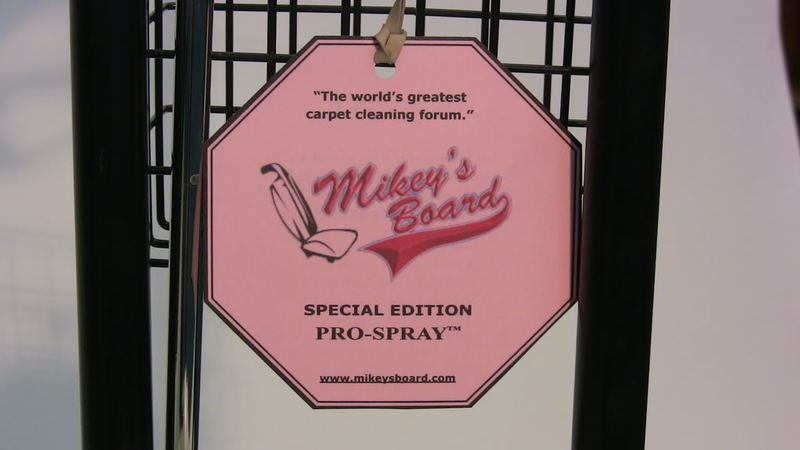 “The world’s greatest
carpet cleaning forum.”
Mikey's
Board
SPECIAL EDITION
PRO-SPRAY™
www.mikeysboard.com